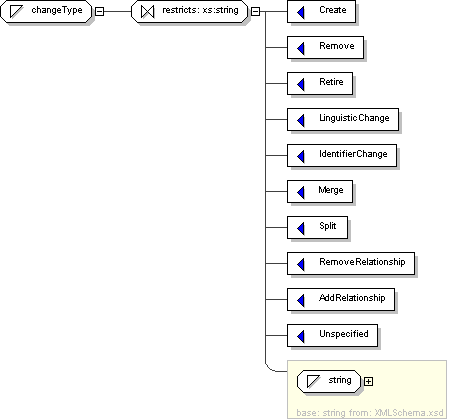 changeType
restricts: xs:string
Create
Remove
Retire
LinguisticChange
IdentifierChange
Merge
Split
RemoveRelationship
AddRelationship
Unspecified
string
base: string from: XMLSchema.xsd